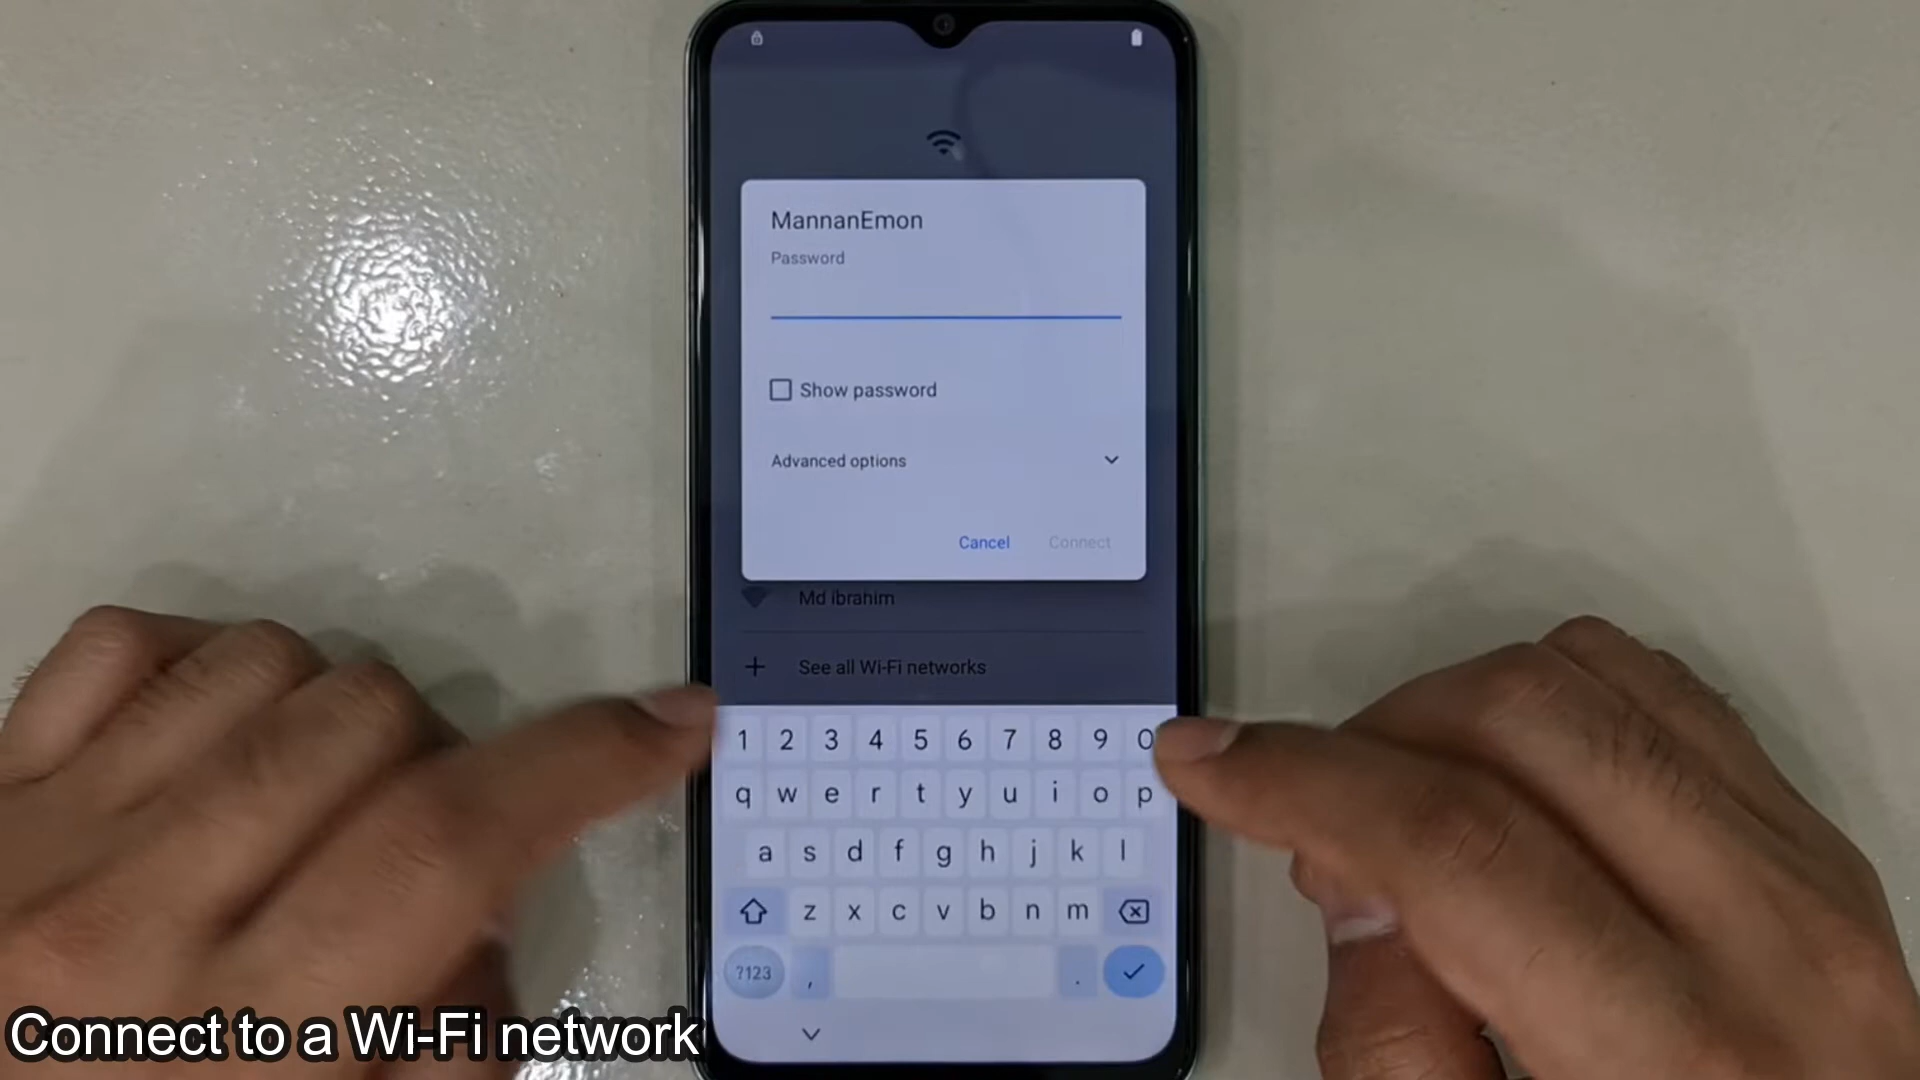 MannanEmon
Password
Show password
Advanced options
Cancel Connect
Md ibrahim
See all Wi-Fi networks
1 2 3 4 5 6 7 8 9 0
q w e r t y u i o p
a s d f g h j k l
z x c v b n m
?123 , .
Connect to a Wi-Fi network